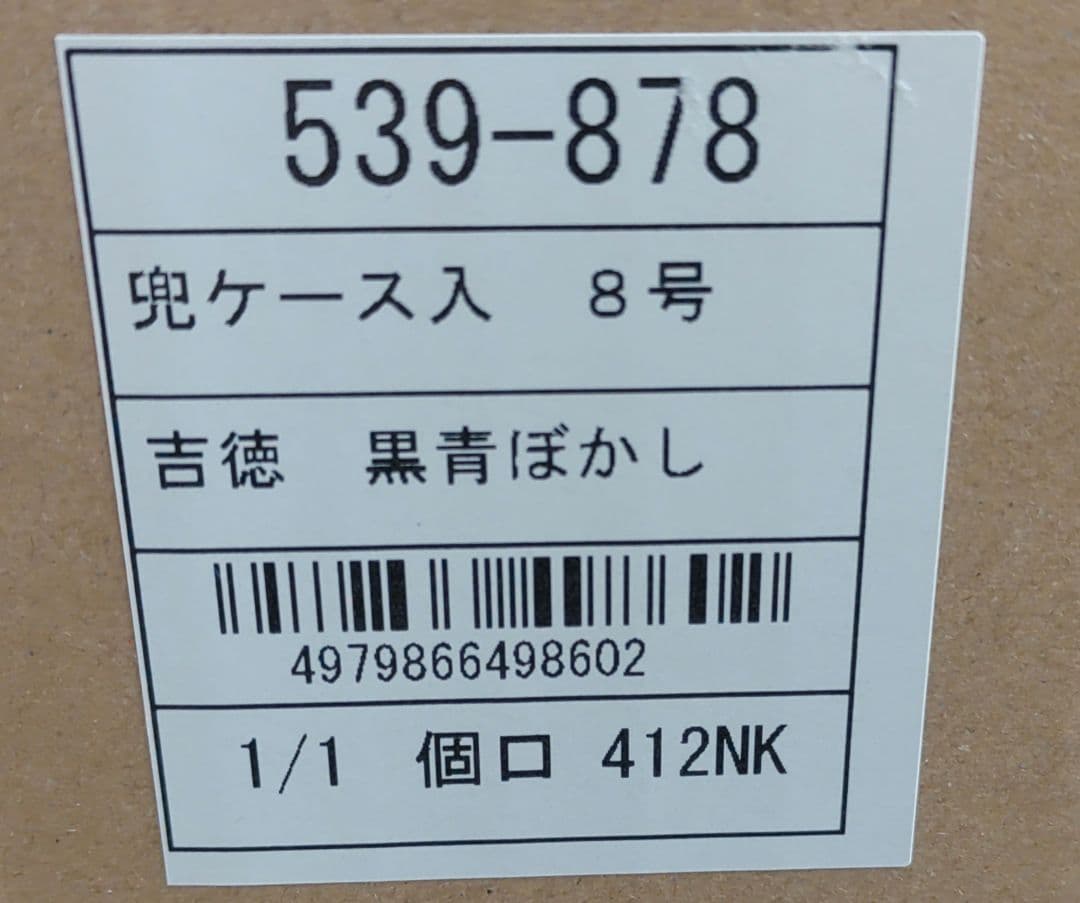 539-878
兜ケース入　8号
吉徳　黒青ぼかし
4979866498602
1/1　個口 412NK